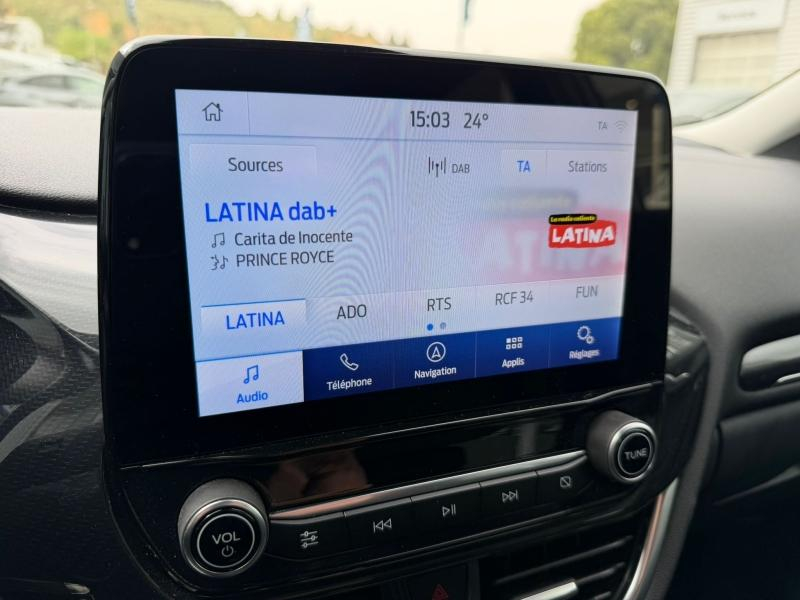 15:03 24°
TA
Sources
DAB
TA
Stations
LATINA dab+
Carita de Inocente
PRINCE ROYCE
La radio caliente
LATINA
LATINA
ADO
RTS
RCF 34
FUN
Audio
Téléphone
Navigation
Applis
Réglages
VOL
TUNE